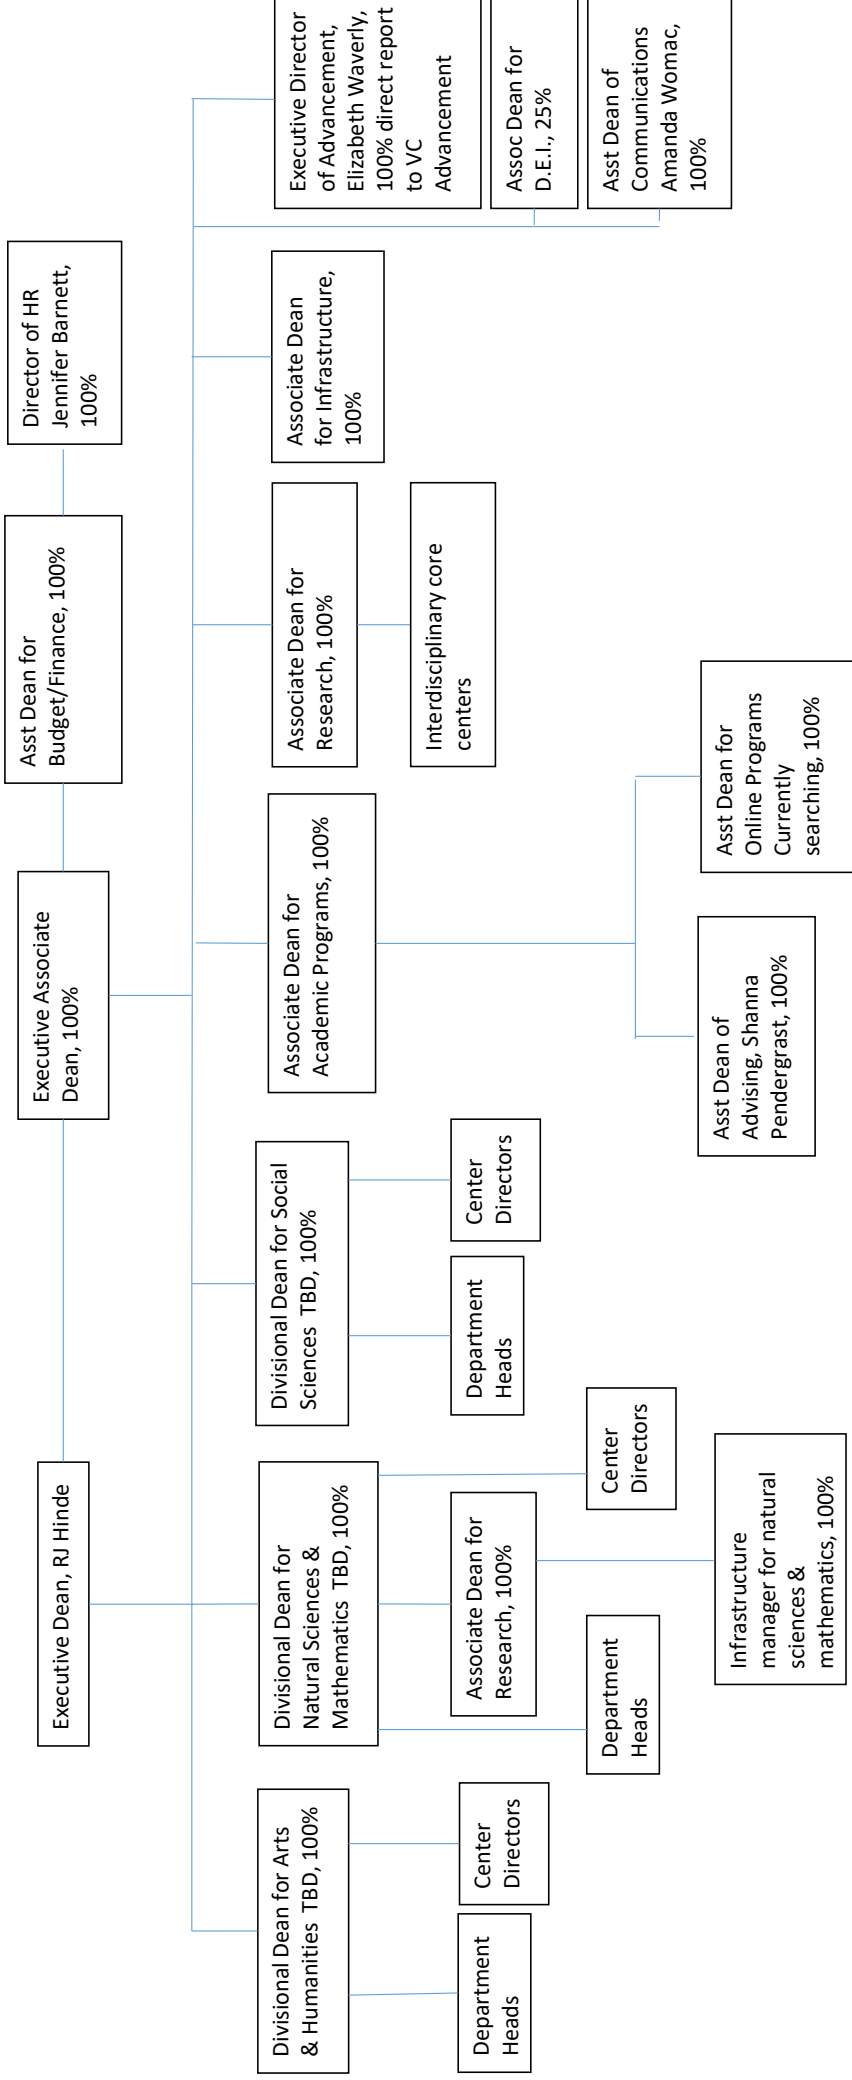 Executive Dean, RJ Hinde
Executive Associate
Dean, 100%
Asst Dean for
Budget/Finance, 100%
Director of HR
Jennifer Barnett,
100%
Divisional Dean for Arts
& Humanities TBD, 100%
Divisional Dean for
Natural Sciences &
Mathematics TBD, 100%
Divisional Dean for Social
Sciences TBD, 100%
Associate Dean for
Academic Programs, 100%
Associate Dean for
Research, 100%
Associate Dean
for Infrastructure,
100%
Executive Director
of Advancement,
Elizabeth Waverly,
100% direct report
to VC
Advancement
Assoc Dean for
D.E.I., 25%
Asst Dean of
Communications
Amanda Womac,
100%
Department
Heads
Center
Directors
Associate Dean for
Research, 100%
Department
Heads
Center
Directors
Interdisciplinary core
centers
Department
Heads
Center
Directors
Infrastructure
manager for natural
sciences &
mathematics, 100%
Asst Dean of
Advising, Shanna
Pendergrast, 100%
Asst Dean for
Online Programs
Currently
searching, 100%